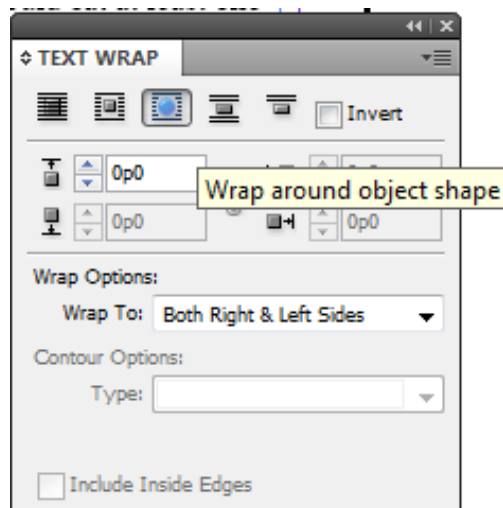 TEXT WRAP
Invert
0p0
Wrap around object shape
0p0
0p0
Wrap Options:
Wrap To: Both Right & Left Sides
Contour Options:
Type:
Include Inside Edges